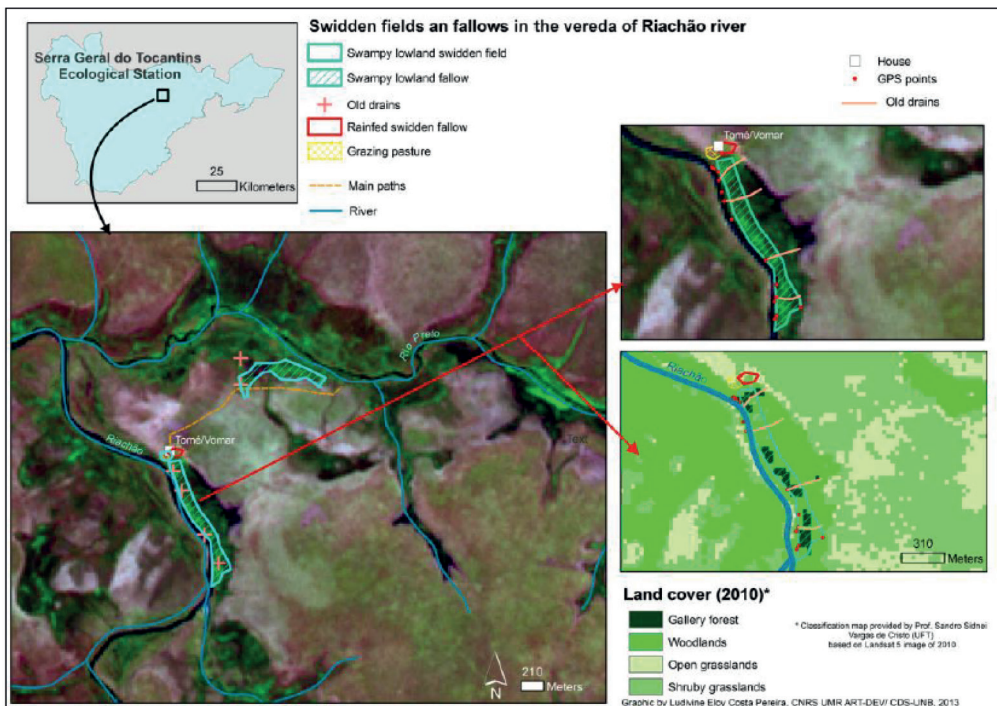 Swidden fields an fallows in the vereda of Riachão river
Serra Geral do Tocantins
Ecological Station
25
Kilometers
Swampy lowland swidden field
Swampy lowland fallow
Old drains
Rainfed swidden fallow
Grazing pasture
Main paths
River
House
GPS points
Old drains
Tomé/Vomar
Rio Preto
Riachão
Tomé/Vomar
210
Meters
N
Riachão
310
Meters
Land cover (2010)*
Gallery forest
Woodlands
Open grasslands
Shruby grasslands
* Classification map provided by Prof. Sandro Sidnei
Vargas de Cristo (UFT)
based on Landsat 5 image of 2010
Graphic by Ludivine Eloy Costa Pereira, CNRS UMR ART-DEV/ CDS-UNB, 2013